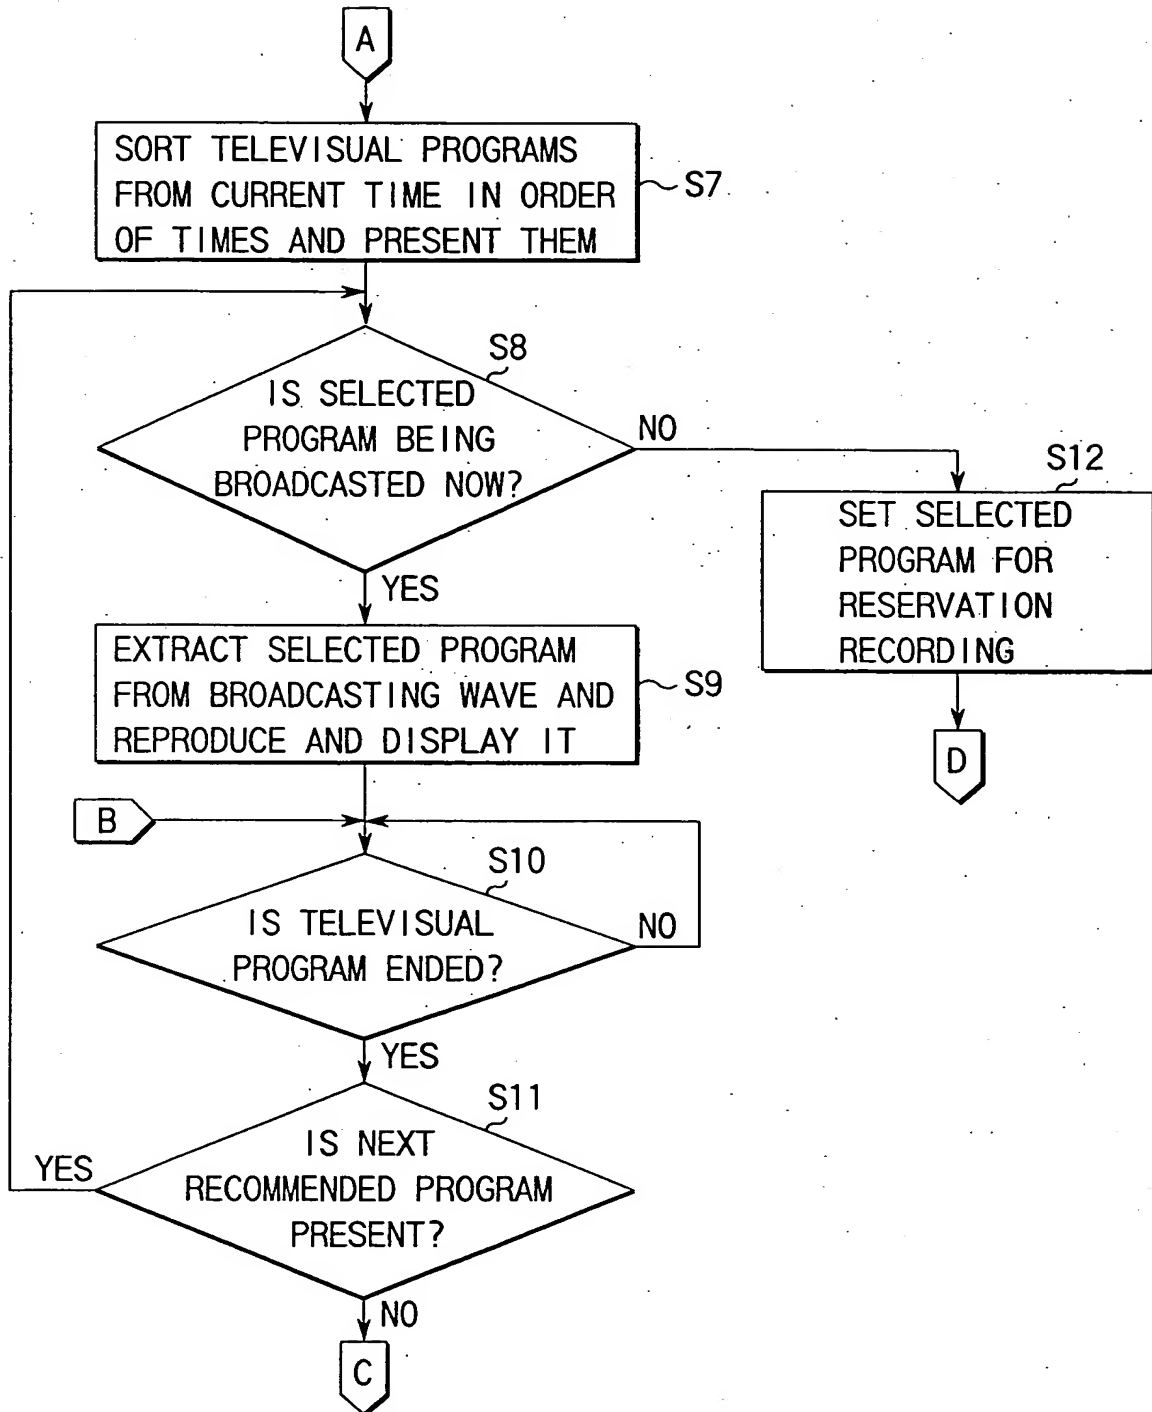 A
SORT TELEVISUAL PROGRAMS
FROM CURRENT TIME IN ORDER
OF TIMES AND PRESENT THEM
S7
S8
IS SELECTED
PROGRAM BEING
BROADCASTED NOW?
NO
YES
S12
SET SELECTED
PROGRAM FOR
RESERVATION
RECORDING
D
EXTRACT SELECTED PROGRAM
FROM BROADCASTING WAVE AND
REPRODUCE AND DISPLAY IT
S9
B
S10
IS TELEVISUAL
PROGRAM ENDED?
NO
YES
S11
IS NEXT
RECOMMENDED PROGRAM
PRESENT?
YES
NO
C